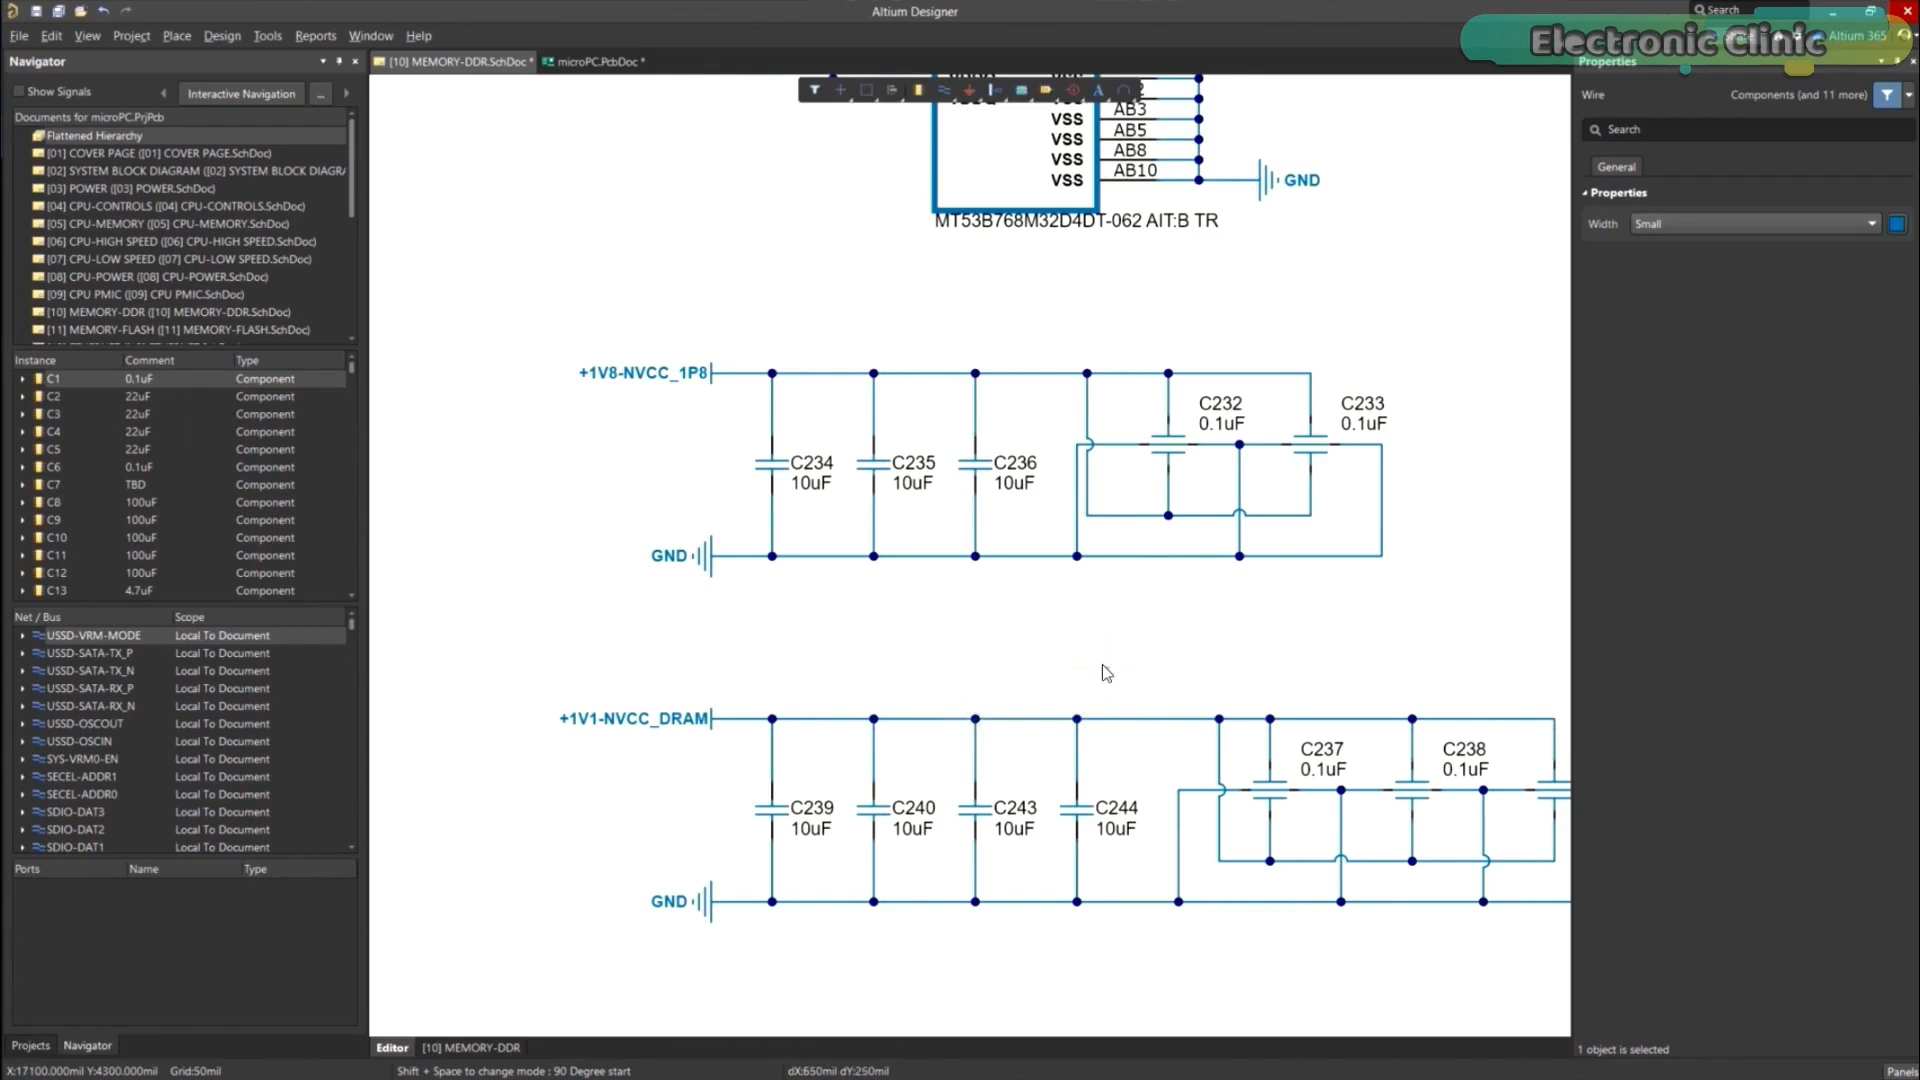 Altium Designer
Search
Electronic Clinic
Altium 365
File Edit View Project Place Design Tools Reports Window Help
Navigator
[10] MEMORY-DDR.SchDoc *
microPC.PcbDoc *
Properties
Show Signals
Interactive Navigation
...
Wire
Components (and 11 more)
Search
General
Properties
Width
Small
Documents for microPC.PrjPcb
Flattened Hierarchy
[01] COVER PAGE ([01] COVER PAGE.SchDoc)
[02] SYSTEM BLOCK DIAGRAM ([02] SYSTEM BLOCK DIAGRA
[03] POWER ([03] POWER.SchDoc)
[04] CPU-CONTROLS ([04] CPU-CONTROLS.SchDoc)
[05] CPU-MEMORY ([05] CPU-MEMORY.SchDoc)
[06] CPU-HIGH SPEED ([06] CPU-HIGH SPEED.SchDoc)
[07] CPU-LOW SPEED ([07] CPU-LOW SPEED.SchDoc)
[08] CPU-POWER ([08] CPU-POWER.SchDoc)
[09] CPU PMIC ([09] CPU PMIC.SchDoc)
[10] MEMORY-DDR ([10] MEMORY-DDR.SchDoc)
[11] MEMORY-FLASH ([11] MEMORY-FLASH.SchDoc)
Instance Comment Type
C1 0.1uF Component
C2 22uF Component
C3 22uF Component
C4 22uF Component
C5 22uF Component
C6 0.1uF Component
C7 TBD Component
C8 100uF Component
C9 100uF Component
C10 100uF Component
C11 100uF Component
C12 100uF Component
C13 4.7uF Component
Net / Bus Scope
USSD-VRM-MODE Local To Document
USSD-SATA-TX_P Local To Document
USSD-SATA-TX_N Local To Document
USSD-SATA-RX_P Local To Document
USSD-SATA-RX_N Local To Document
USSD-OSCOUT Local To Document
USSD-OSCIN Local To Document
SYS-VRM0-EN Local To Document
SECEL-ADDR1 Local To Document
SECEL-ADDR0 Local To Document
SDIO-DAT3 Local To Document
SDIO-DAT2 Local To Document
SDIO-DAT1 Local To Document
Ports Name Type
Projects Navigator
VSS AB3
VSS AB5
VSS AB8
VSS AB10
GND
MT53B768M32D4DT-062 AIT:B TR
+1V8-NVCC_1P8
C232
0.1uF
C233
0.1uF
C234
10uF
C235
10uF
C236
10uF
GND
+1V1-NVCC_DRAM
C237
0.1uF
C238
0.1uF
C239
10uF
C240
10uF
C243
10uF
C244
10uF
GND
Editor [10] MEMORY-DDR
1 object is selected
X:17100.000mil Y:4300.000mil Grid:50mil
Shift + Space to change mode : 90 Degree start
dX:650mil dY:250mil
Panels